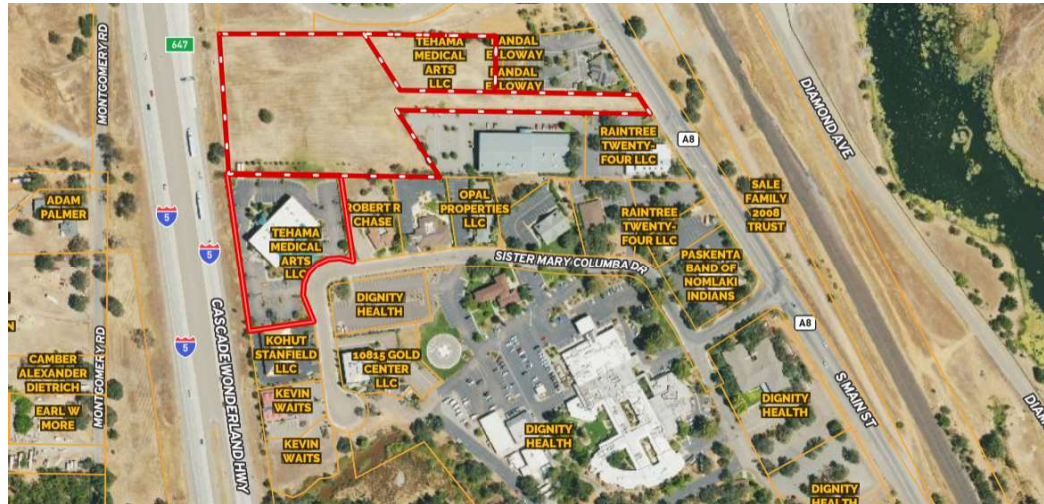 MONTGOMERY RD
647
TEHAMA
MEDICAL
ARTS
LLC
RANDAL
ELLOWAY
RANDAL
ELLOWAY
DIAMOND AVE
A8
RAINTREE
TWENTY-
FOUR LLC
ADAM
PALMER
5
5
5
TEHAMA
MEDICAL
ARTS
LLC
ROBERT R
CHASE
OPAL
PROPERTIES
LLC
RAINTREE
TWENTY-
FOUR LLC
SALE
FAMILY
2008
TRUST
PASKENTA
BAND OF
NOMLAKI
INDIANS
SISTER MARY COLUMBA DR
DIGNITY
HEALTH
A8
CASCADE WONDERLAND HWY
MONTGOMERY RD
N
CAMBER
ALEXANDER
DIETRICH
EARL W
MORE
KOHUT
STANFIELD
LLC
10815 GOLD
CENTER
LLC
KEVIN
WAITS
KEVIN
WAITS
DIGNITY
HEALTH
DIGNITY
HEALTH
S MAIN ST
DIAM
DIGNITY
HEALTH